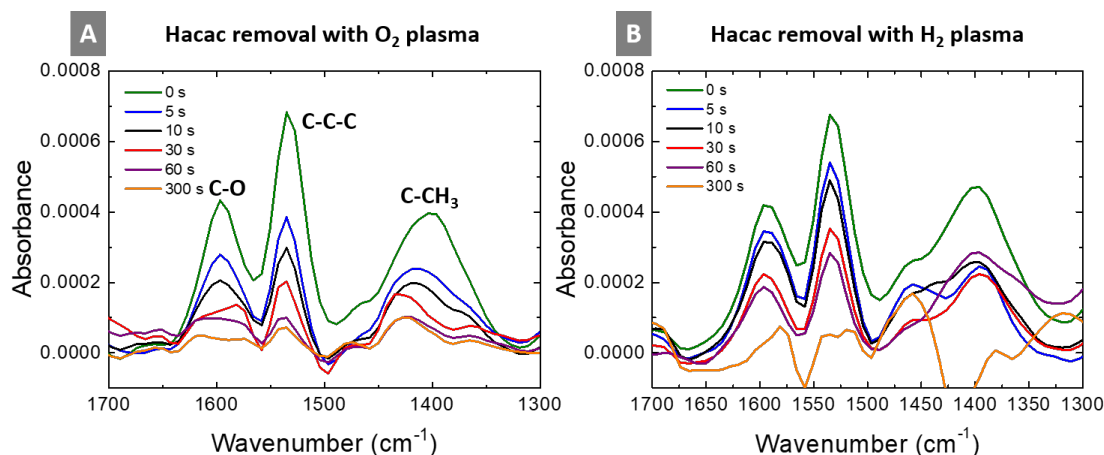 A
Hacac removal with O₂ plasma
0.0008
0.0006
0.0004
0.0002
0.0000
Absorbance
0 s
5 s
10 s
30 s
60 s
300 s
C-O
C-C-C
C-CH₃
1700 1600 1500 1400 1300
Wavenumber (cm⁻¹)
B
Hacac removal with H₂ plasma
0.0008
0.0006
0.0004
0.0002
0.0000
Absorbance
0 s
5 s
10 s
30 s
60 s
300 s
1700 1650 1600 1550 1500 1450 1400 1350 1300
Wavenumber (cm⁻¹)